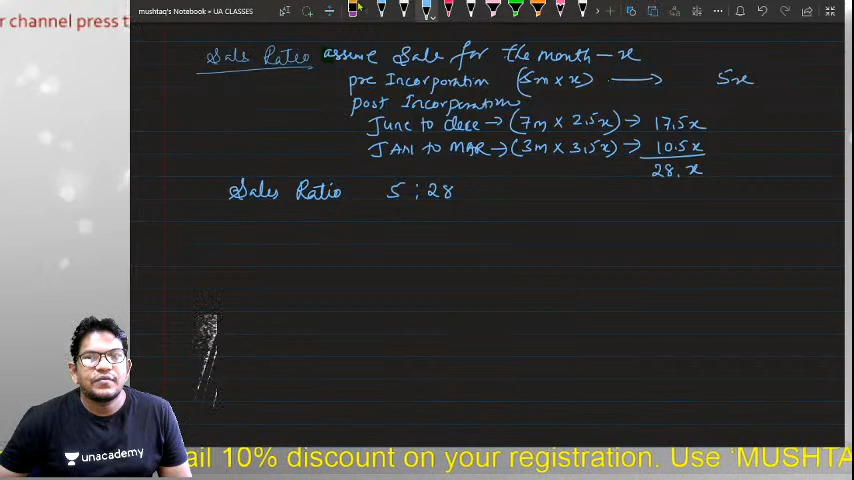 r channel press t
mushtaq's Notebook » UA CLASSES
Sals Ratio assume Sale for the month – x
pre Incorporation (5m × x) → 5x
post Incorporation
June to dece → (7m × 2.5x) → 17.5x
JAN to MAR → (3m × 3.5x) → 10.5x
28.x
Sales Ratio 5 : 28
unacademy
ail 10% discount on your registration. Use ‘MUSHTA